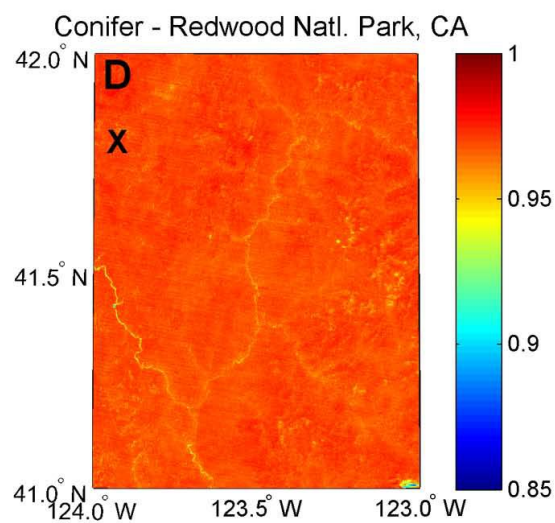 Conifer - Redwood Natl. Park, CA
42.0° N
D
X
41.5° N
41.0° N
124.0° W
123.5° W
123.0° W
1
0.95
0.9
0.85